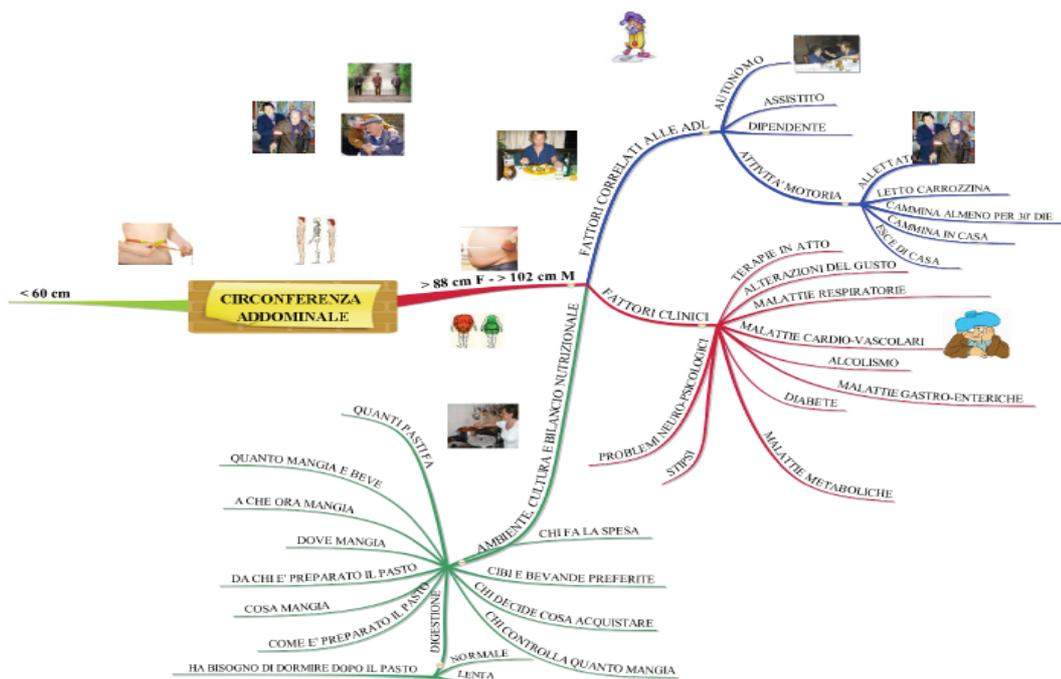 < 60 cm
CIRCONFERENZA
ADDOMINALE
> 88 cm F - > 102 cm M
FATTORI CORRELATI ALLE ADL
AUTONOMO
ASSISTITO
DIPENDENTE
ATTIVITA' MOTORIA
ALLETTATO
LETTO CARROZZINA
CAMMINA ALMENO PER 30' DIE
CAMMINA IN CASA
ESCE DI CASA
FATTORI CLINICI
TERAPIE IN ATTO
ALTERAZIONI DEL GUSTO
MALATTIE RESPIRATORIE
MALATTIE CARDIO-VASCOLARI
ALCOLISMO
MALATTIE GASTRO-ENTERICHE
DIABETE
MALATTIE METABOLICHE
STIPSI
PROBLEMI NEURO-PSICOLOGICI
AMBIENTE, CULTURA E BILANCIO NUTRIZIONALE
QUANTI PASTI FA
QUANTO MANGIA E BEVE
A CHE ORA MANGIA
DOVE MANGIA
DA CHI E' PREPARATO IL PASTO
COSA MANGIA
COME E' PREPARATO IL PASTO
DIGESTIONE
HA BISOGNO DI DORMIRE DOPO IL PASTO
NORMALE
LENTA
CHI FA LA SPESA
CIBI E BEVANDE PREFERITE
CHI DECIDE COSA ACQUISTARE
CHI CONTROLLA QUANTO MANGIA